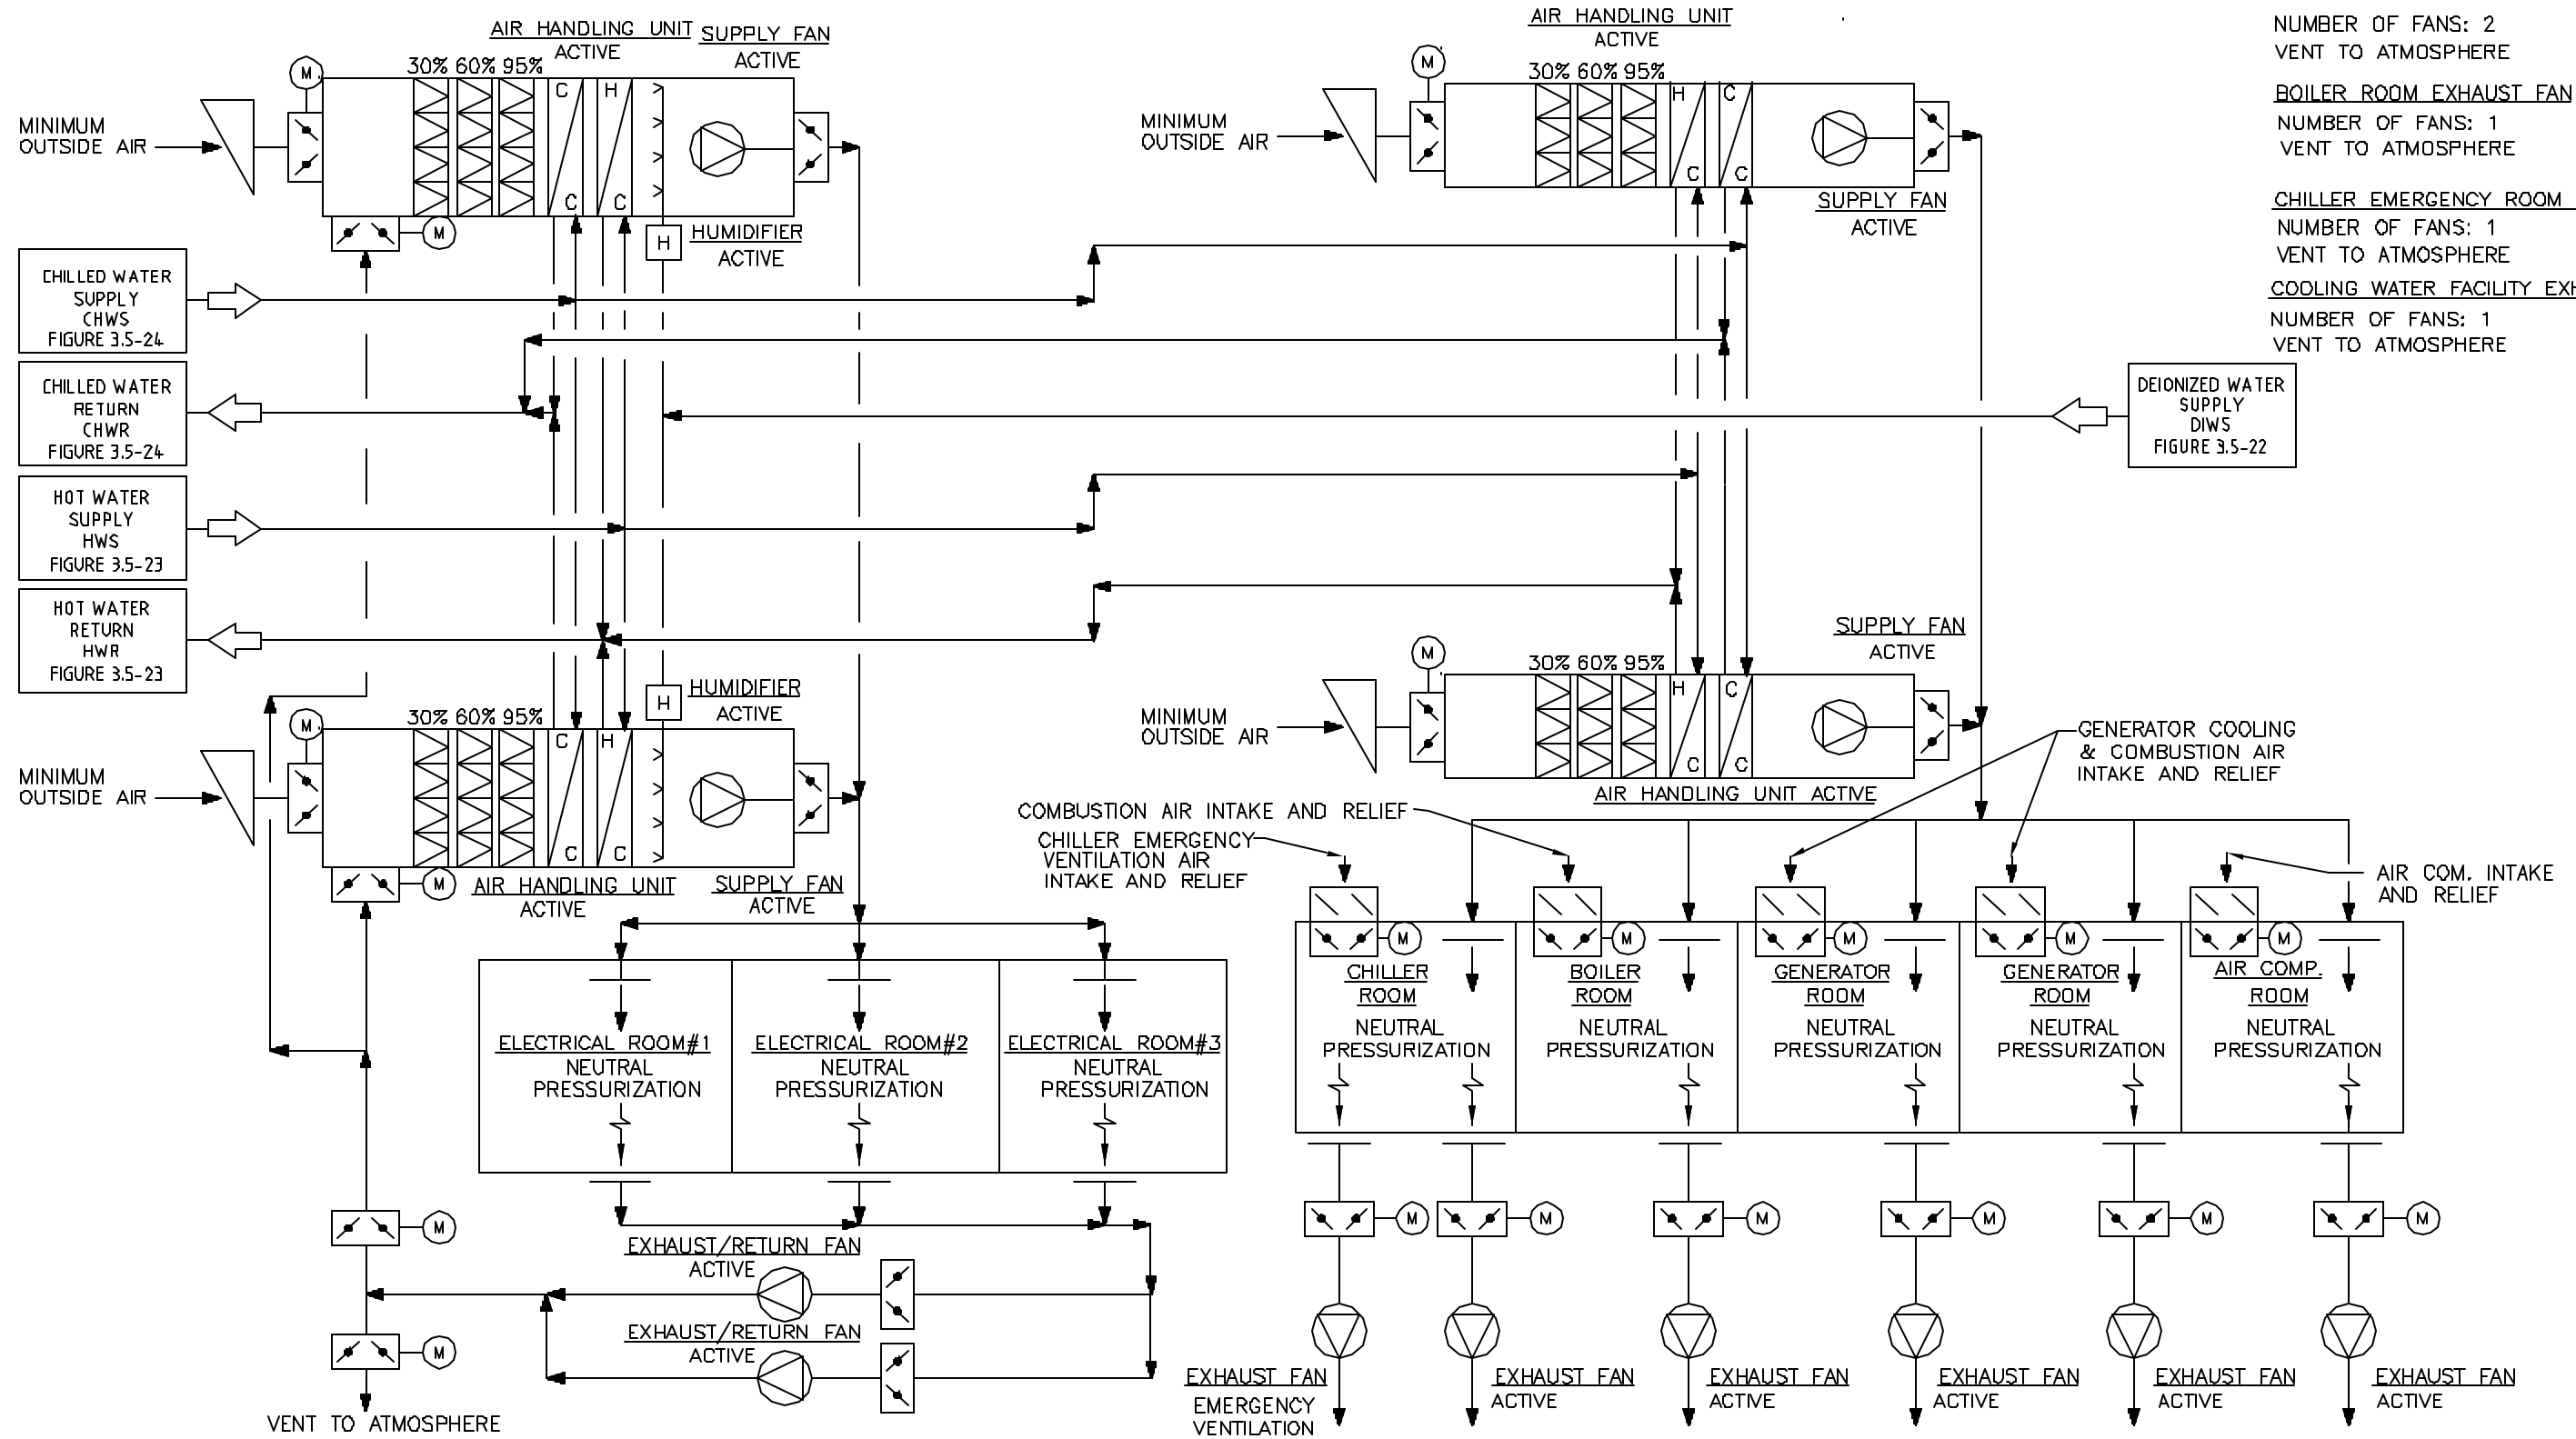 AIR HANDLING UNIT
ACTIVE
SUPPLY FAN
ACTIVE
30% 60% 95%
M
C
H
C
C
MINIMUM
OUTSIDE AIR
M
H
HUMIDIFIER
ACTIVE
AIR HANDLING UNIT
ACTIVE
30% 60% 95%
M
H
C
C
C
MINIMUM
OUTSIDE AIR
SUPPLY FAN
ACTIVE
NUMBER OF FANS: 2
VENT TO ATMOSPHERE
BOILER ROOM EXHAUST FAN
NUMBER OF FANS: 1
VENT TO ATMOSPHERE
CHILLER EMERGENCY ROOM
NUMBER OF FANS: 1
VENT TO ATMOSPHERE
COOLING WATER FACILITY EXH
NUMBER OF FANS: 1
VENT TO ATMOSPHERE
CHILLED WATER
SUPPLY
CHWS
FIGURE 3.5-24
CHILLED WATER
RETURN
CHWR
FIGURE 3.5-24
HOT WATER
SUPPLY
HWS
FIGURE 3.5-23
HOT WATER
RETURN
HWR
FIGURE 3.5-23
DEIONIZED WATER
SUPPLY
DIWS
FIGURE 3.5-22
H
HUMIDIFIER
ACTIVE
30% 60% 95%
M
C
H
C
C
MINIMUM
OUTSIDE AIR
M
AIR HANDLING UNIT
ACTIVE
SUPPLY FAN
ACTIVE
SUPPLY FAN
ACTIVE
30% 60% 95%
M
H
C
C
C
MINIMUM
OUTSIDE AIR
AIR HANDLING UNIT ACTIVE
GENERATOR COOLING
& COMBUSTION AIR
INTAKE AND RELIEF
COMBUSTION AIR INTAKE AND RELIEF
CHILLER EMERGENCY
VENTILATION AIR
INTAKE AND RELIEF
AIR COM. INTAKE
AND RELIEF
ELECTRICAL ROOM#1
NEUTRAL
PRESSURIZATION
ELECTRICAL ROOM#2
NEUTRAL
PRESSURIZATION
ELECTRICAL ROOM#3
NEUTRAL
PRESSURIZATION
M
CHILLER
ROOM
NEUTRAL
PRESSURIZATION
M
BOILER
ROOM
NEUTRAL
PRESSURIZATION
M
GENERATOR
ROOM
NEUTRAL
PRESSURIZATION
M
GENERATOR
ROOM
NEUTRAL
PRESSURIZATION
M
AIR COMP.
ROOM
NEUTRAL
PRESSURIZATION
M
M
EXHAUST/RETURN FAN
ACTIVE
EXHAUST/RETURN FAN
ACTIVE
VENT TO ATMOSPHERE
M
M
M
M
M
M
EXHAUST FAN
EMERGENCY
VENTILATION
EXHAUST FAN
ACTIVE
EXHAUST FAN
ACTIVE
EXHAUST FAN
ACTIVE
EXHAUST FAN
ACTIVE
EXHAUST FAN
ACTIVE